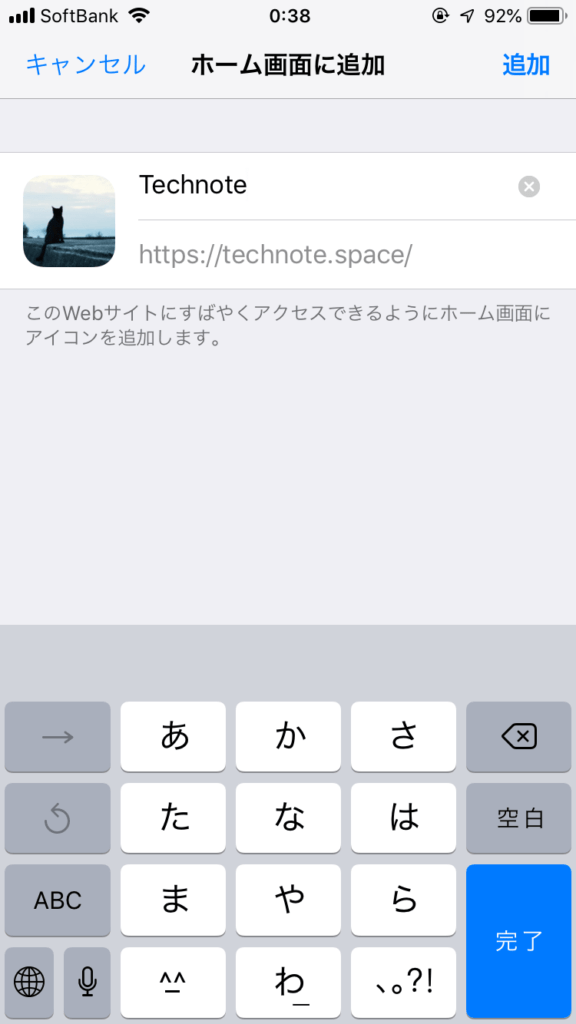 SoftBank 0:38 92%
キャンセル ホーム画面に追加 追加
Technote
https://technote.space/
このWebサイトにすばやくアクセスできるようにホーム画面に
アイコンを追加します。
→ あ か さ
た な は 空白
ABC ま や ら
完了
^_^ わ_ 、。?!